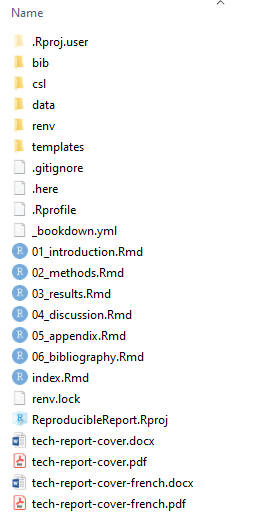 Name
.Rproj.user
bib
csl
data
renv
templates
.gitignore
.here
.Rprofile
_bookdown.yml
01_introduction.Rmd
02_methods.Rmd
03_results.Rmd
04_discussion.Rmd
05_appendix.Rmd
06_bibliography.Rmd
index.Rmd
renv.lock
ReproducibleReport.Rproj
tech-report-cover.docx
tech-report-cover.pdf
tech-report-cover-french.docx
tech-report-cover-french.pdf